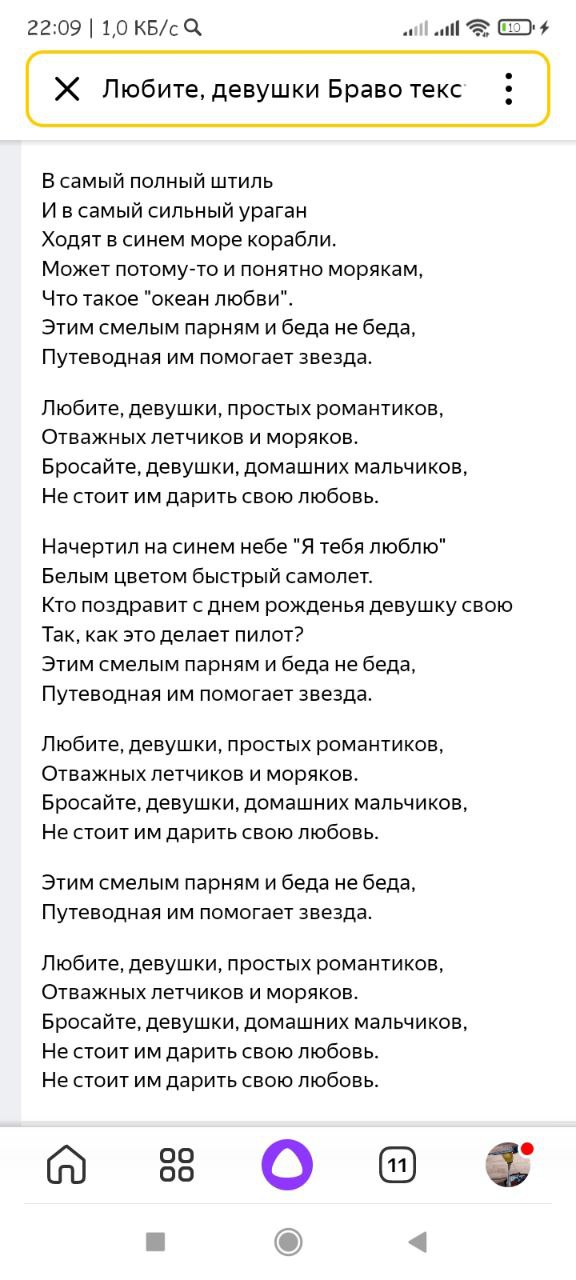 22:09 | 1,0 КБ/с
10
Любите, девушки Браво текс
В самый полный штиль
И в самый сильный ураган
Ходят в синем море корабли.
Может потому-то и понятно морякам,
Что такое "океан любви".
Этим смелым парням и беда не беда,
Путеводная им помогает звезда.
Любите, девушки, простых романтиков,
Отважных летчиков и моряков.
Бросайте, девушки, домашних мальчиков,
Не стоит им дарить свою любовь.
Начертил на синем небе "Я тебя люблю"
Белым цветом быстрый самолет.
Кто поздравит с днем рожденья девушку свою
Так, как это делает пилот?
Этим смелым парням и беда не беда,
Путеводная им помогает звезда.
Любите, девушки, простых романтиков,
Отважных летчиков и моряков.
Бросайте, девушки, домашних мальчиков,
Не стоит им дарить свою любовь.
Этим смелым парням и беда не беда,
Путеводная им помогает звезда.
Любите, девушки, простых романтиков,
Отважных летчиков и моряков.
Бросайте, девушки, домашних мальчиков,
Не стоит им дарить свою любовь.
Не стоит им дарить свою любовь.
11